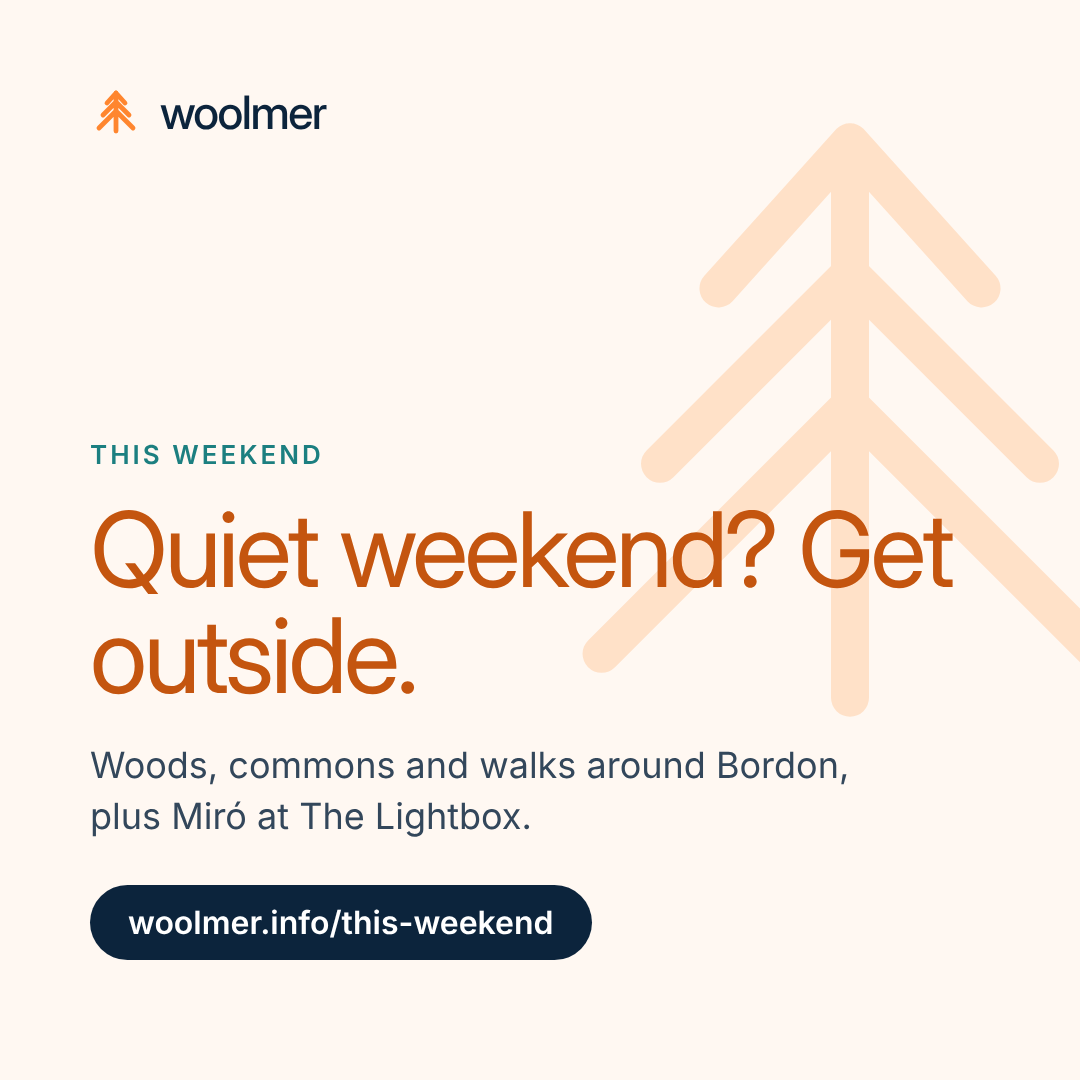 woolmer
THIS WEEKEND
Quiet weekend? Get
outside.
Woods, commons and walks around Bordon,
plus Miró at The Lightbox.
woolmer.info/this-weekend